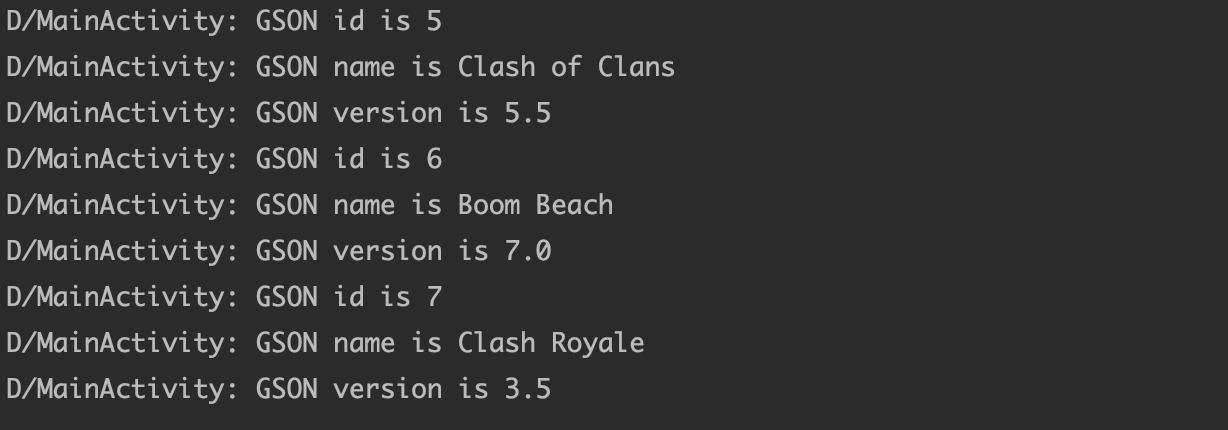 D/MainActivity: GSON id is 5
D/MainActivity: GSON name is Clash of Clans
D/MainActivity: GSON version is 5.5
D/MainActivity: GSON id is 6
D/MainActivity: GSON name is Boom Beach
D/MainActivity: GSON version is 7.0
D/MainActivity: GSON id is 7
D/MainActivity: GSON name is Clash Royale
D/MainActivity: GSON version is 3.5